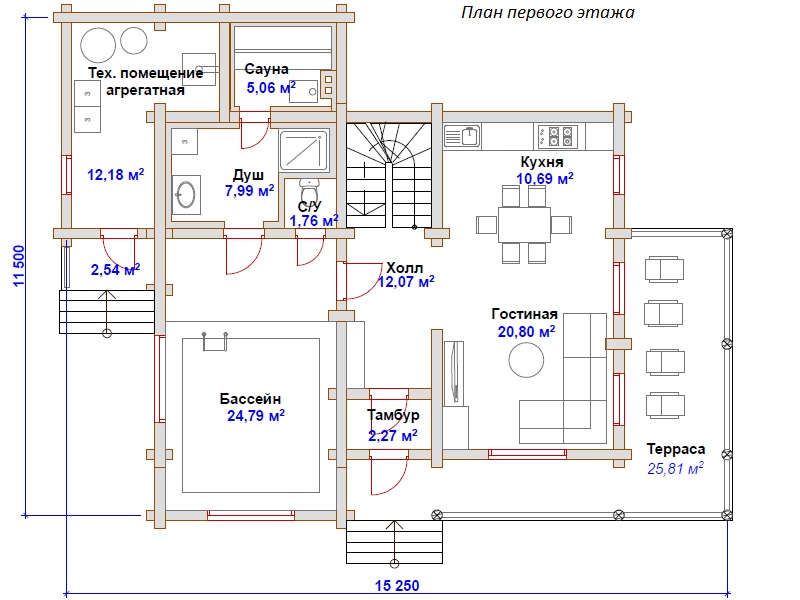 План первого этажа
Тех. помещение
агрегатная
12,18 м²
Сауна
5,06 м²
Душ
7,99 м²
С/У
1,76 м²
Кухня
10,69 м²
2,54 м²
Холл
12,07 м²
Гостиная
20,80 м²
Бассейн
24,79 м²
Тамбур
2,27 м²
Терраса
25,81 м²
11 500
15 250
З
З
З